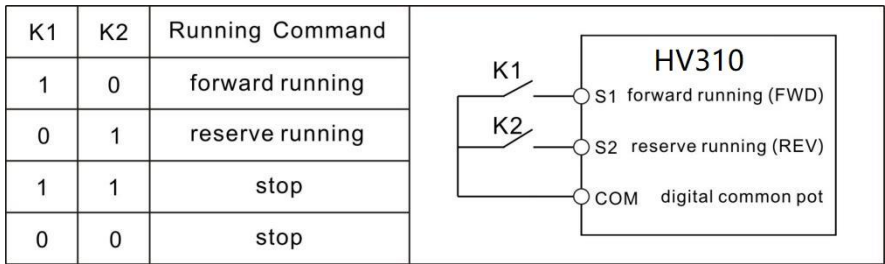 K1 K2 Running Command
1 0 forward running
0 1 reserve running
1 1 stop
0 0 stop
HV310
K1
S1 forward running (FWD)
K2
S2 reserve running (REV)
COM digital common pot